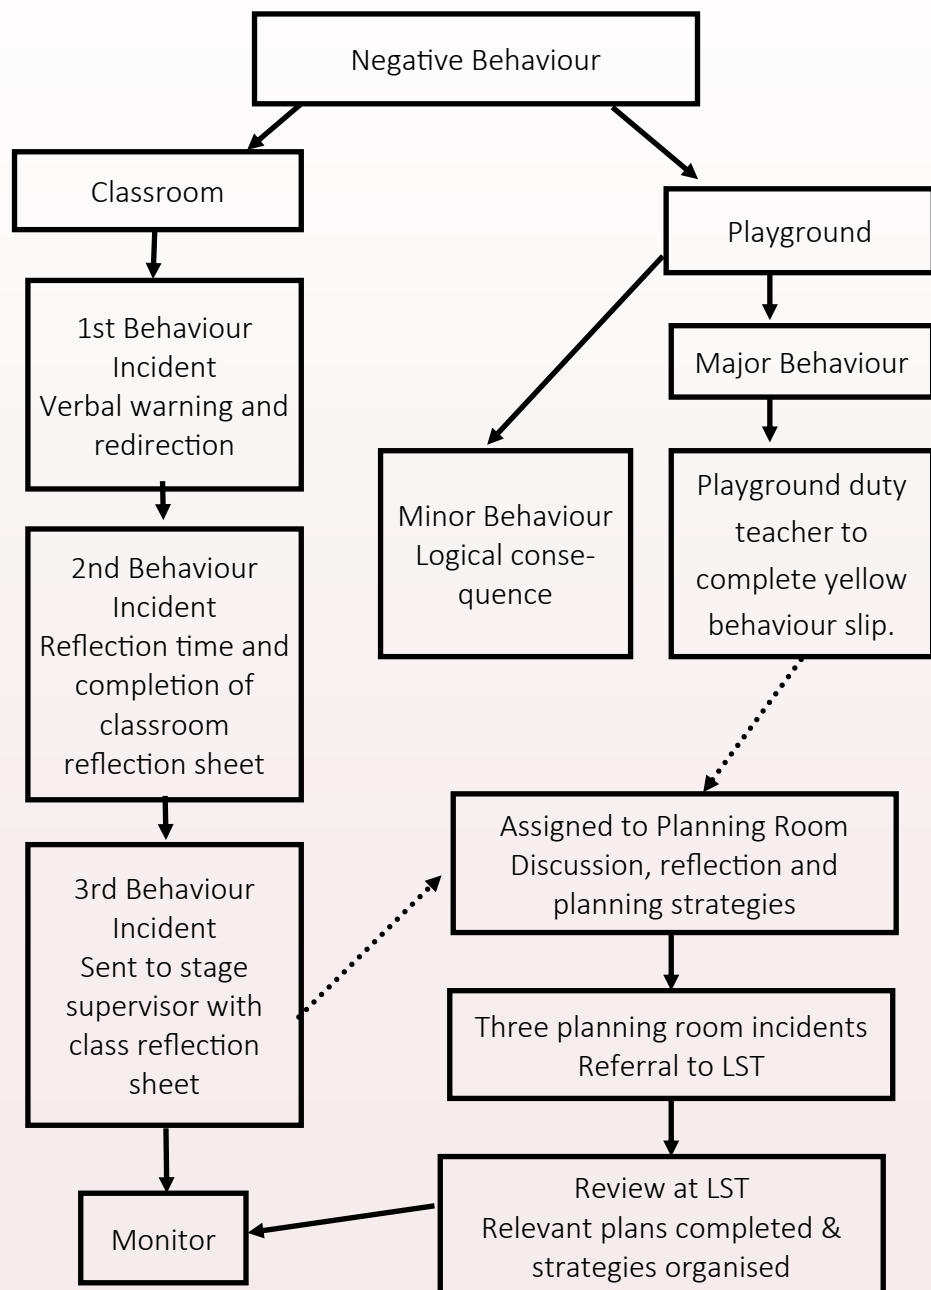 Negative Behaviour
Classroom
Playground
1st Behaviour
Incident
Verbal warning and
redirection
Major Behaviour
Minor Behaviour
Logical conse-
quence
Playground duty
teacher to
complete yellow
behaviour slip.
2nd Behaviour
Incident
Reflection time and
completion of
classroom
reflection sheet
3rd Behaviour
Incident
Sent to stage
supervisor with
class reflection
sheet
Assigned to Planning Room
Discussion, reflection and
planning strategies
Three planning room incidents
Referral to LST
Review at LST
Relevant plans completed &
strategies organised
Monitor